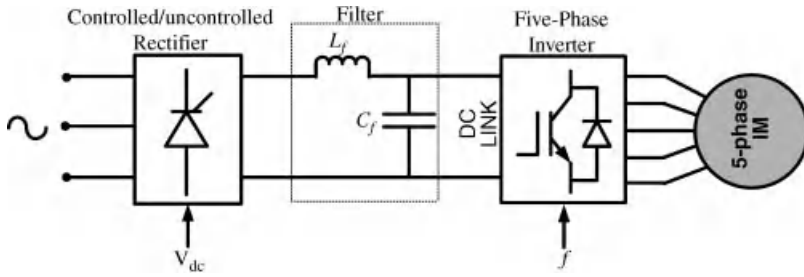 Controlled/uncontrolled
Rectifier
Filter
Five-Phase
Inverter
L_f
C_f
DC
LINK
5-phase
IM
V_dc
f